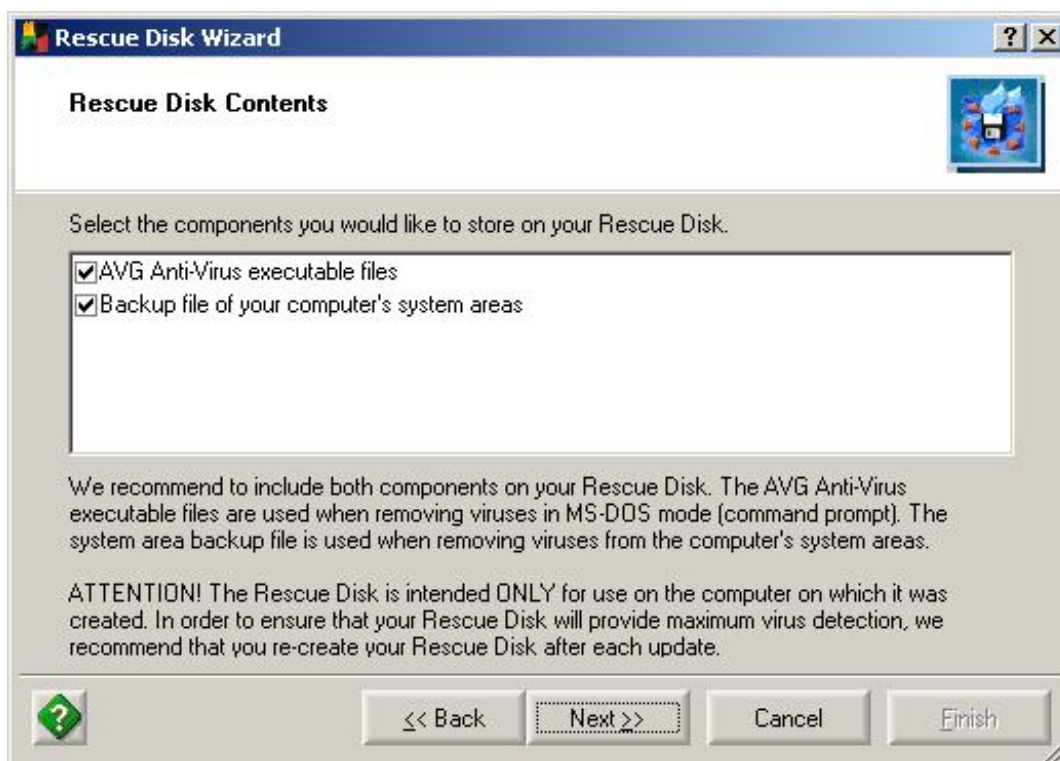 Rescue Disk Wizard
Rescue Disk Contents
Select the components you would like to store on your Rescue Disk.
AVG Anti-Virus executable files
Backup file of your computer's system areas
We recommend to include both components on your Rescue Disk. The AVG Anti-Virus
executable files are used when removing viruses in MS-DOS mode (command prompt). The
system area backup file is used when removing viruses from the computer's system areas.
ATTENTION! The Rescue Disk is intended ONLY for use on the computer on which it was
created. In order to ensure that your Rescue Disk will provide maximum virus detection, we
recommend that you re-create your Rescue Disk after each update.
<< Back Next >> Cancel Finish